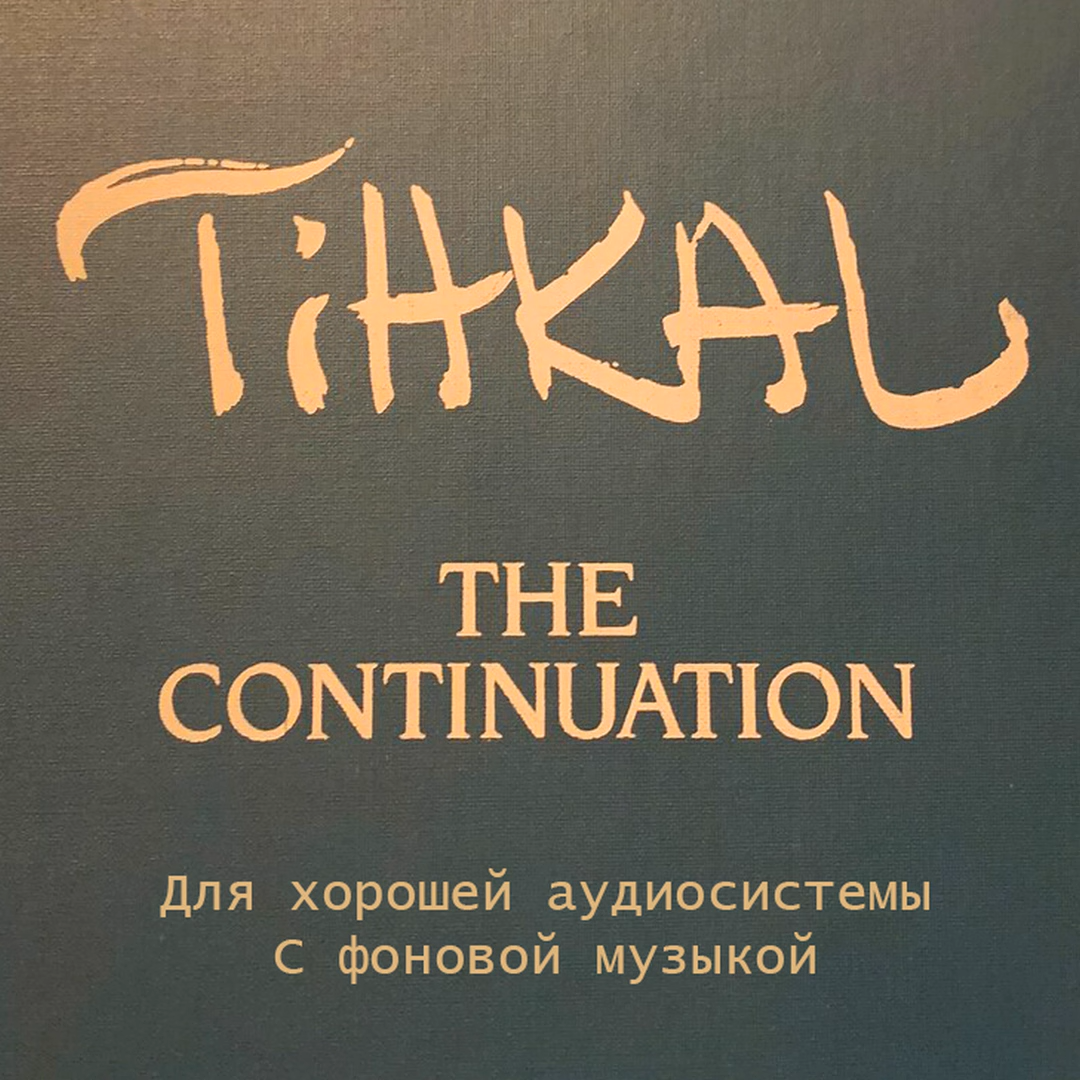 TiHKAL
THE
CONTINUATION
Для хорошей аудиосистемы
С фоновой музыкой